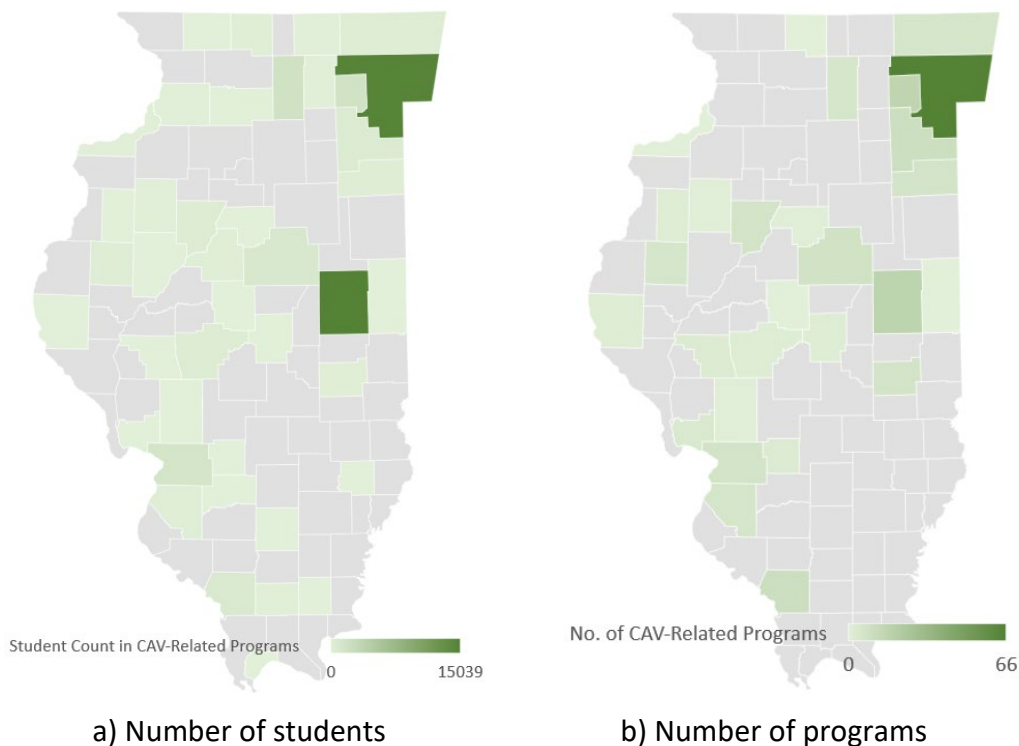 Student Count in CAV-Related Programs
0
15039
No. of CAV-Related Programs
0
66
a) Number of students
b) Number of programs